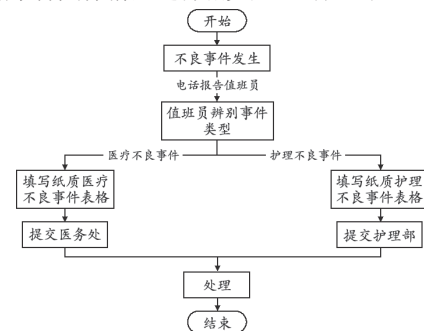 开始
不良事件发生
电话报告值班员
值班员辨别事件
类型
医疗不良事件
护理不良事件
填写纸质医疗
不良事件表格
填写纸质护理
不良事件表格
提交医务处
提交护理部
处理
结束